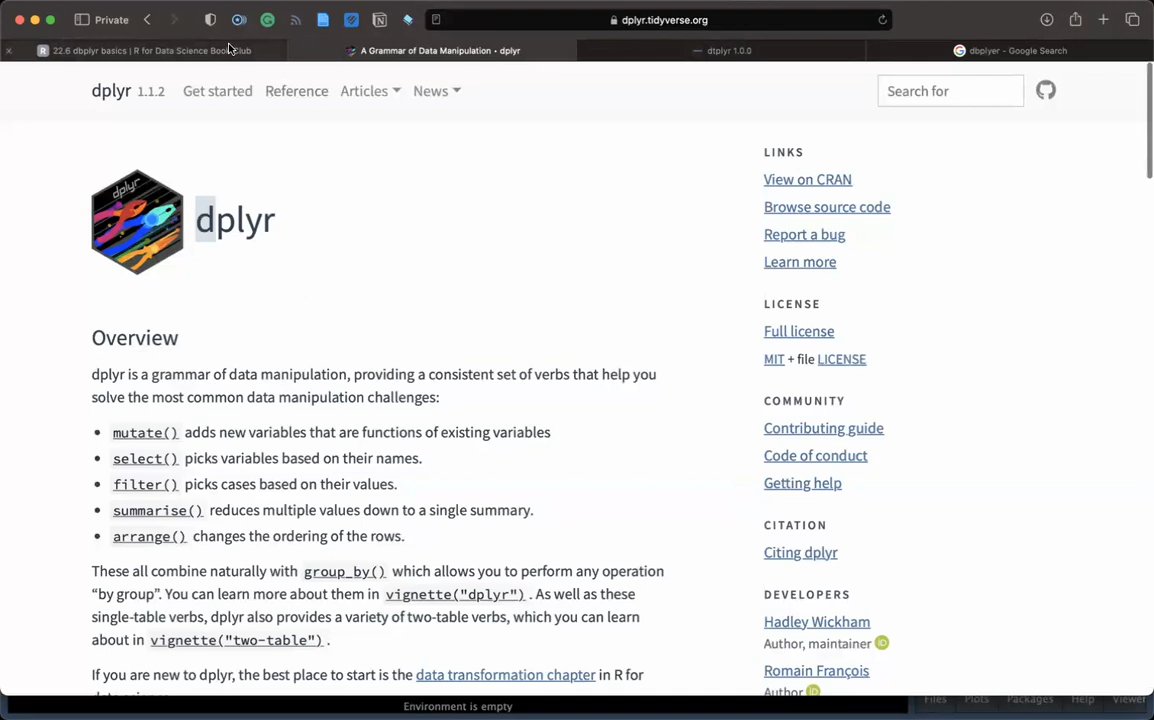 Private
dplyr.tidyverse.org
22.6 dbplyr basics | R for Data Science Book Club
A Grammar of Data Manipulation • dplyr
dtplyr 1.0.0
dbplyer - Google Search
dplyr 1.1.2 Get started Reference Articles News
Search for
dplyr
dplyr
Overview
dplyr is a grammar of data manipulation, providing a consistent set of verbs that help you
solve the most common data manipulation challenges:
• mutate() adds new variables that are functions of existing variables
• select() picks variables based on their names.
• filter() picks cases based on their values.
• summarise() reduces multiple values down to a single summary.
• arrange() changes the ordering of the rows.
These all combine naturally with group_by() which allows you to perform any operation
“by group”. You can learn more about them in vignette("dplyr") . As well as these
single-table verbs, dplyr also provides a variety of two-table verbs, which you can learn
about in vignette("two-table") .
If you are new to dplyr, the best place to start is the data transformation chapter in R for
LINKS
View on CRAN
Browse source code
Report a bug
Learn more
LICENSE
Full license
MIT + file LICENSE
COMMUNITY
Contributing guide
Code of conduct
Getting help
CITATION
Citing dplyr
DEVELOPERS
Hadley Wickham
Author, maintainer
Romain François
Author
Environment is empty
Files Plots Packages Help Viewer